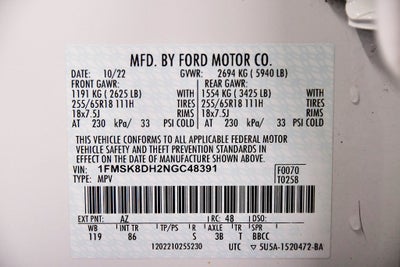 MFD. BY FORD MOTOR CO.
DATE: 10/22 GVWR: 2694 KG ( 5940 LB)
FRONT GAWR: REAR GAWR:
1191 KG ( 2625 LB) WITH 1554 KG ( 3425 LB) WITH
255/65R18 111H TIRES 255/65R18 111H TIRES
18x7.5J RIMS 18x7.5J RIMS
AT 230 kPa/ 33 PSI COLD AT 230 kPa/ 33 PSI COLD
THIS VEHICLE CONFORMS TO ALL APPLICABLE FEDERAL MOTOR
VEHICLE SAFETY AND THEFT PREVENTION STANDARDS IN
EFFECT ON THE DATE OF MANUFACTURE SHOWN ABOVE.
VIN: 1FMSK8DH2NGC48391 F0070
TYPE: MPV T0258
EXT PNT: AZ RC: 48 DSO:
WB INT TR TP/PS R AXLE TR SPR
119 86 S 3B T BBCC
1202210255230 UTC 5U5A-1520472-BA